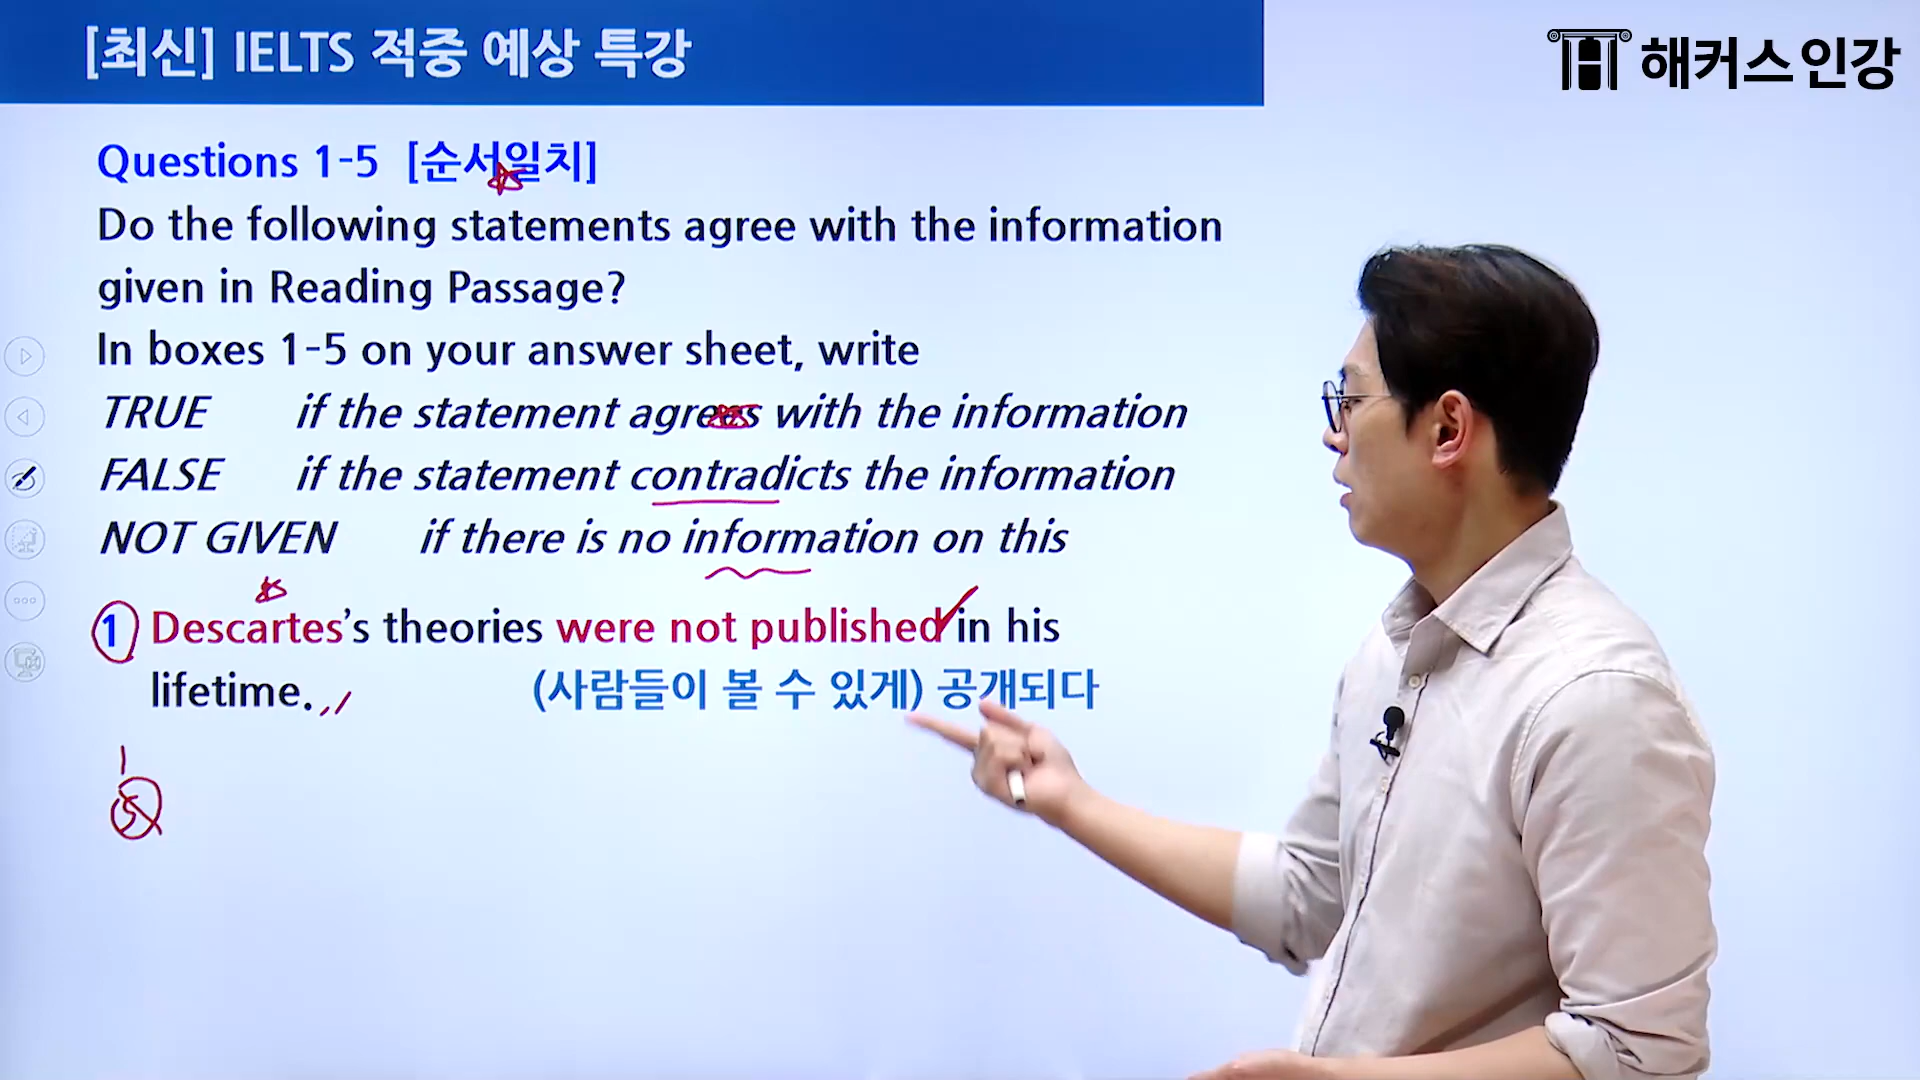 [최신] IELTS 적중 예상 특강
해커스인강
Questions 1-5 [순서일치]
Do the following statements agree with the information
given in Reading Passage?
In boxes 1-5 on your answer sheet, write
TRUE if the statement agrees with the information
FALSE if the statement contradicts the information
NOT GIVEN if there is no information on this
1 Descartes’s theories were not published in his
lifetime.
(사람들이 볼 수 있게) 공개되다
1
5